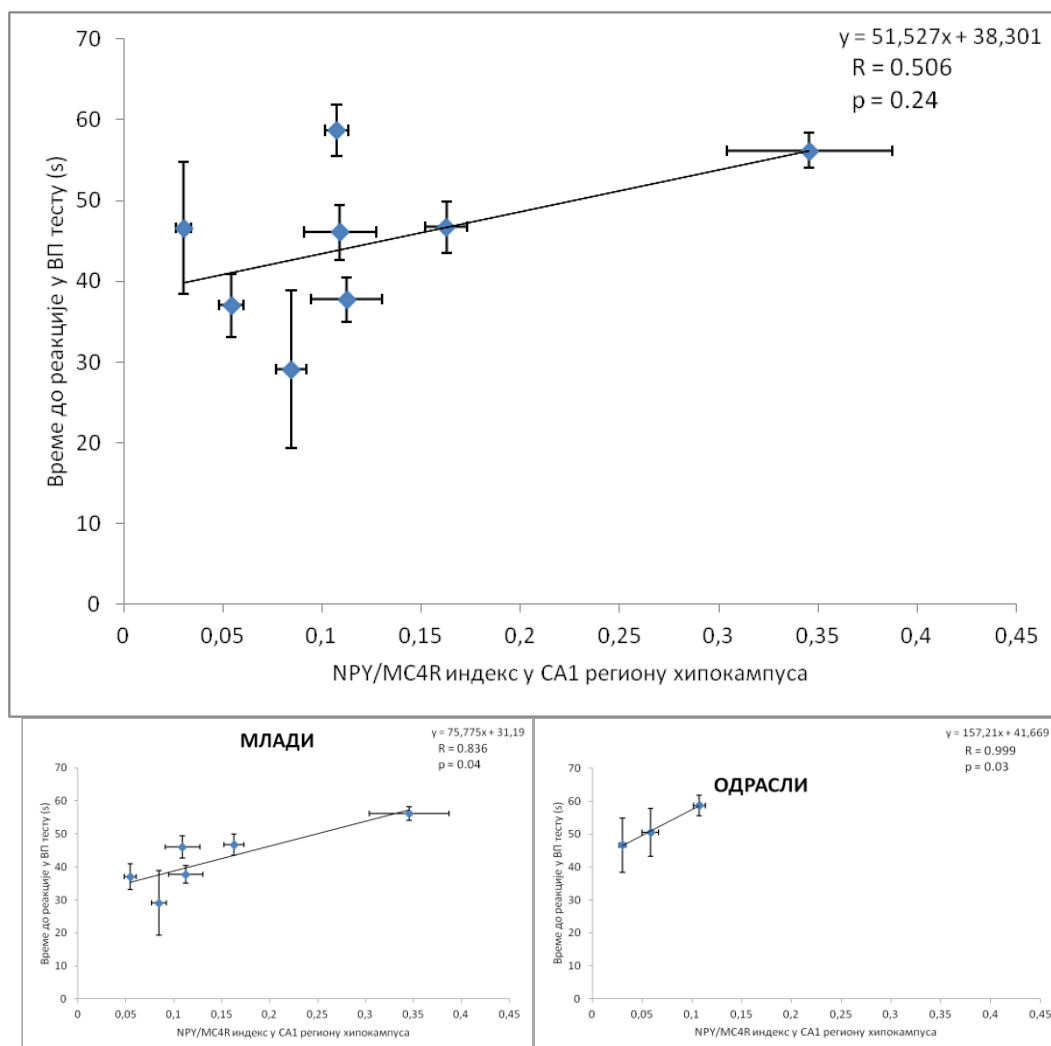 y = 51,527x + 38,301
R = 0.506
p = 0.24
Време до реакције у ВП тесту (s)
70
60
50
40
30
20
10
0
0 0,05 0,1 0,15 0,2 0,25 0,3 0,35 0,4 0,45
NPY/MC4R индекс у CA1 региону хипокампуса
МЛАДИ
y = 75,775x + 31,19
R = 0.836
p = 0.04
Време до реакције у ВП тесту (s)
70
60
50
40
30
20
10
0
0 0,05 0,1 0,15 0,2 0,25 0,3 0,35 0,4 0,45
NPY/MC4R индекс у CA1 региону хипокампуса
ОДРАСЛИ
y = 157,21x + 41,669
R = 0.999
p = 0.03
Време до реакције у ВП тесту (s)
70
60
50
40
30
20
10
0
0 0,05 0,1 0,15 0,2 0,25 0,3 0,35 0,4 0,45
NPY/MC4R индекс у CA1 региону хипокампуса